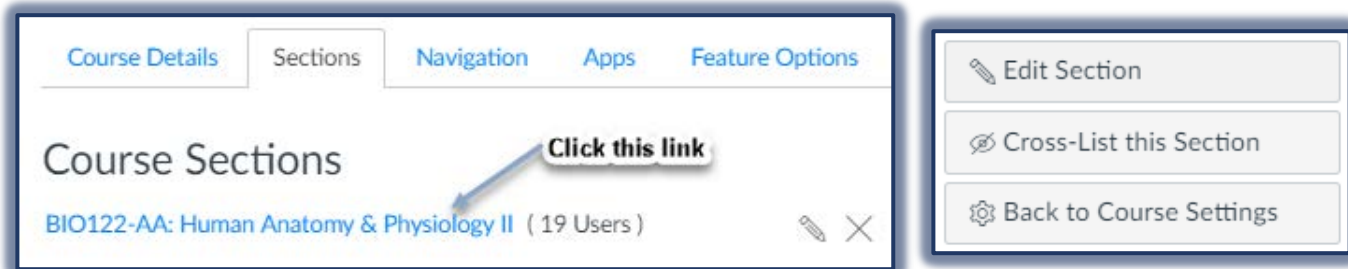 Course Details Sections Navigation Apps Feature Options
Course Sections
Click this link
BIO122-AA: Human Anatomy & Physiology II ( 19 Users )
Edit Section
Cross-List this Section
Back to Course Settings